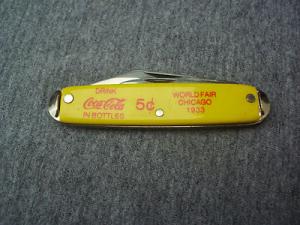 DRINK
Coca-Cola
IN BOTTLES
5¢
WORLD FAIR
CHICAGO
1933